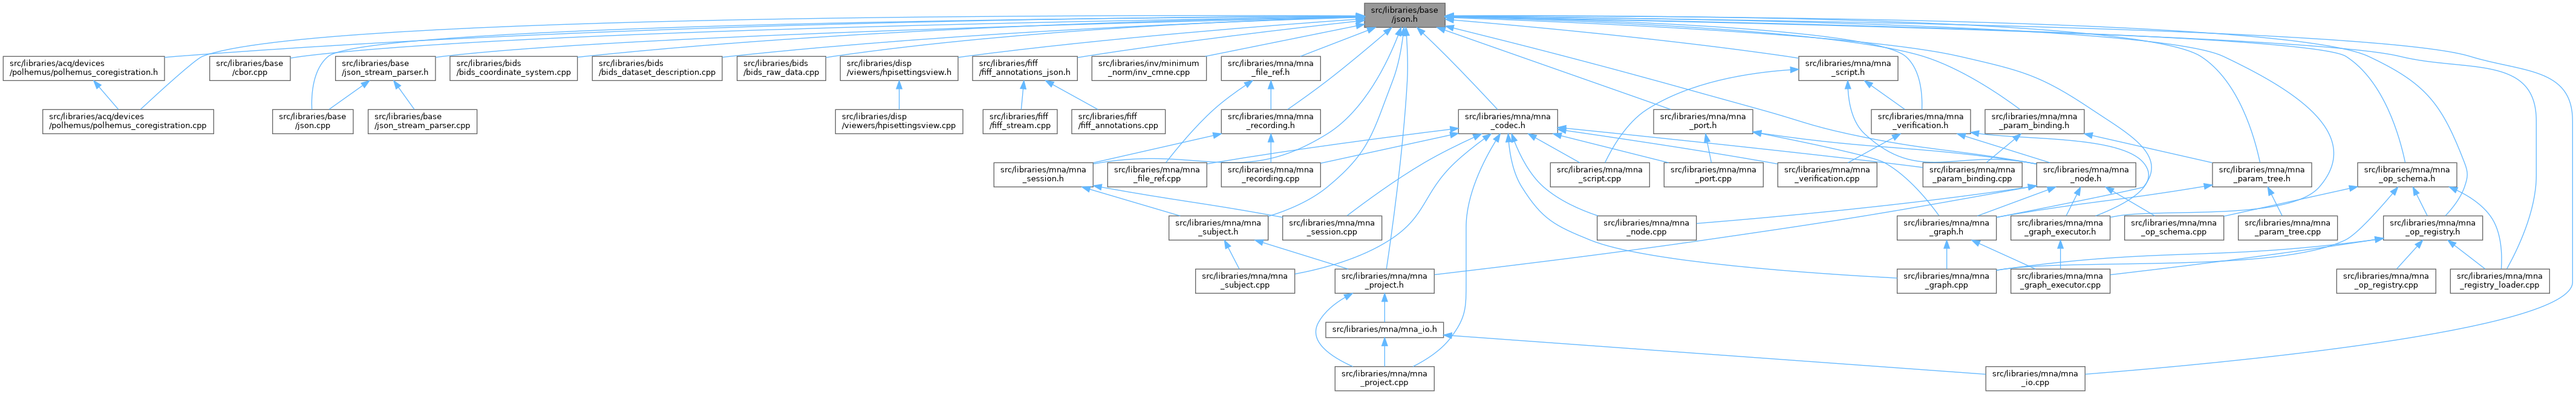 src/libraries/base
/json.h
src/libraries/acq/devices
/polhemus/polhemus_coregistration.h
src/libraries/base
/cbor.cpp
src/libraries/base
/json_stream_parser.h
src/libraries/bids
/bids_coordinate_system.cpp
src/libraries/bids
/bids_dataset_description.cpp
src/libraries/bids
/bids_raw_data.cpp
src/libraries/disp
/viewers/hpisettingsview.h
src/libraries/fiff
/fiff_annotations_json.h
src/libraries/inv/minimum
_norm/inv_cmne.cpp
src/libraries/mna/mna
_file_ref.h
src/libraries/mna/mna
_script.h
src/libraries/acq/devices
/polhemus/polhemus_coregistration.cpp
src/libraries/base
/json.cpp
src/libraries/base
/json_stream_parser.cpp
src/libraries/disp
/viewers/hpisettingsview.cpp
src/libraries/fiff
/fiff_stream.cpp
src/libraries/fiff
/fiff_annotations.cpp
src/libraries/mna/mna
_recording.h
src/libraries/mna/mna
_codec.h
src/libraries/mna/mna
_port.h
src/libraries/mna/mna
_verification.h
src/libraries/mna/mna
_param_binding.h
src/libraries/mna/mna
_session.h
src/libraries/mna/mna
_file_ref.cpp
src/libraries/mna/mna
_recording.cpp
src/libraries/mna/mna
_script.cpp
src/libraries/mna/mna
_port.cpp
src/libraries/mna/mna
_verification.cpp
src/libraries/mna/mna
_param_binding.cpp
src/libraries/mna/mna
_node.h
src/libraries/mna/mna
_param_tree.h
src/libraries/mna/mna
_op_schema.h
src/libraries/mna/mna
_subject.h
src/libraries/mna/mna
_session.cpp
src/libraries/mna/mna
_node.cpp
src/libraries/mna/mna
_graph.h
src/libraries/mna/mna
_graph_executor.h
src/libraries/mna/mna
_op_schema.cpp
src/libraries/mna/mna
_param_tree.cpp
src/libraries/mna/mna
_op_registry.h
src/libraries/mna/mna
_subject.cpp
src/libraries/mna/mna
_project.h
src/libraries/mna/mna
_graph.cpp
src/libraries/mna/mna
_graph_executor.cpp
src/libraries/mna/mna
_op_registry.cpp
src/libraries/mna/mna
_registry_loader.cpp
src/libraries/mna/mna_io.h
src/libraries/mna/mna
_project.cpp
src/libraries/mna/mna
_io.cpp